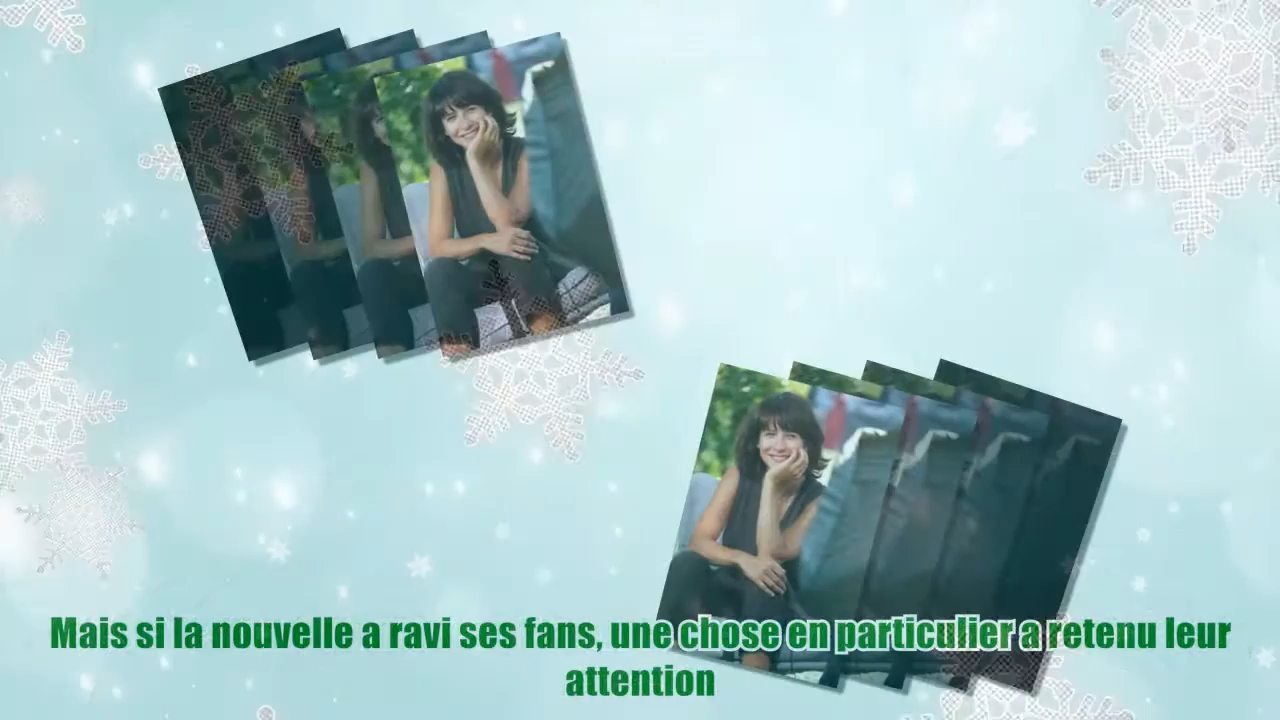 Mais si la nouvelle a ravi ses fans, une chose en particulier a retenu leur
attention